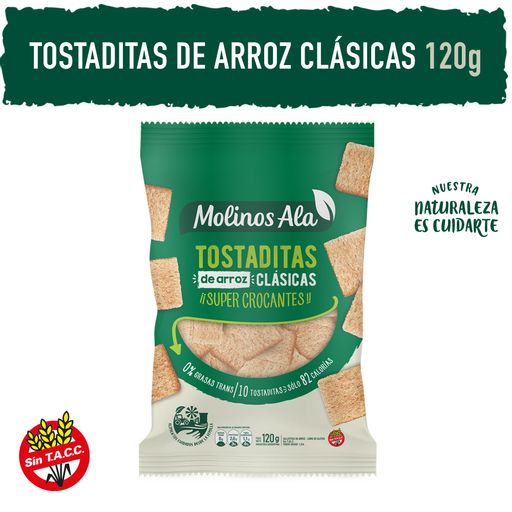 TOSTADITAS DE ARROZ CLÁSICAS 120g
Molinos Ala
NUESTRA
NATURALEZA
ES CUIDARTE
TOSTADITAS
de arroz CLÁSICAS
¡¡SUPER CROCANTES!!
0% GRASAS TRANS/10 TOSTADITAS: SÓLO 82 CALORÍAS
120g
Sin T.A.C.C.